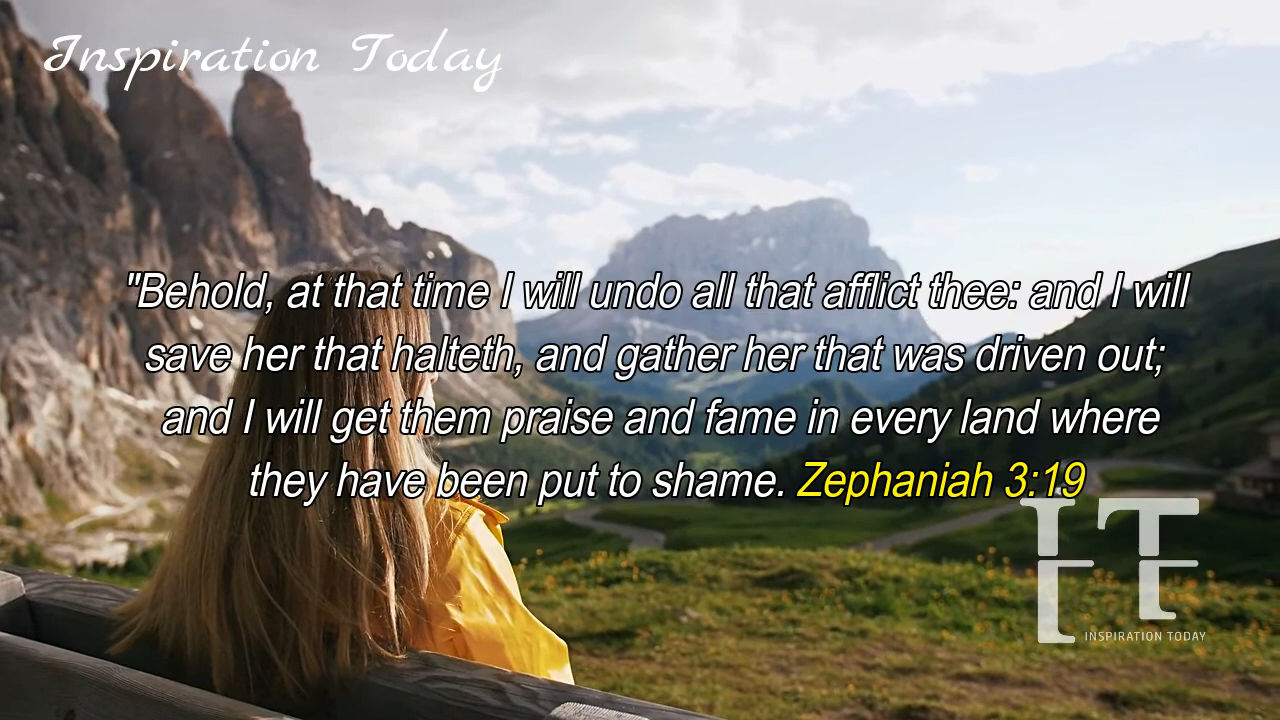 Inspiration Today
"Behold, at that time I will undo all that afflict thee: and I will
save her that halteth, and gather her that was driven out;
and I will get them praise and fame in every land where
they have been put to shame. Zephaniah 3:19
IT
INSPIRATION TODAY